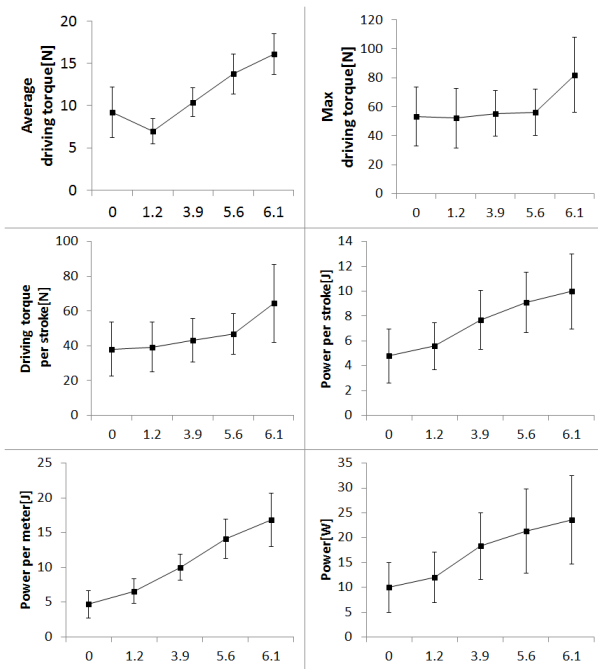 Average
driving torque[N]
20
15
10
5
0
0 1.2 3.9 5.6 6.1
Max
driving torque[N]
120
100
80
60
40
20
0
0 1.2 3.9 5.6 6.1
Driving torque
per stroke[N]
100
80
60
40
20
0
0 1.2 3.9 5.6 6.1
Power per stroke[J]
14
12
10
8
6
4
2
0
0 1.2 3.9 5.6 6.1
Power per meter[J]
25
20
15
10
5
0
0 1.2 3.9 5.6 6.1
Power[W]
35
30
25
20
15
10
5
0
0 1.2 3.9 5.6 6.1